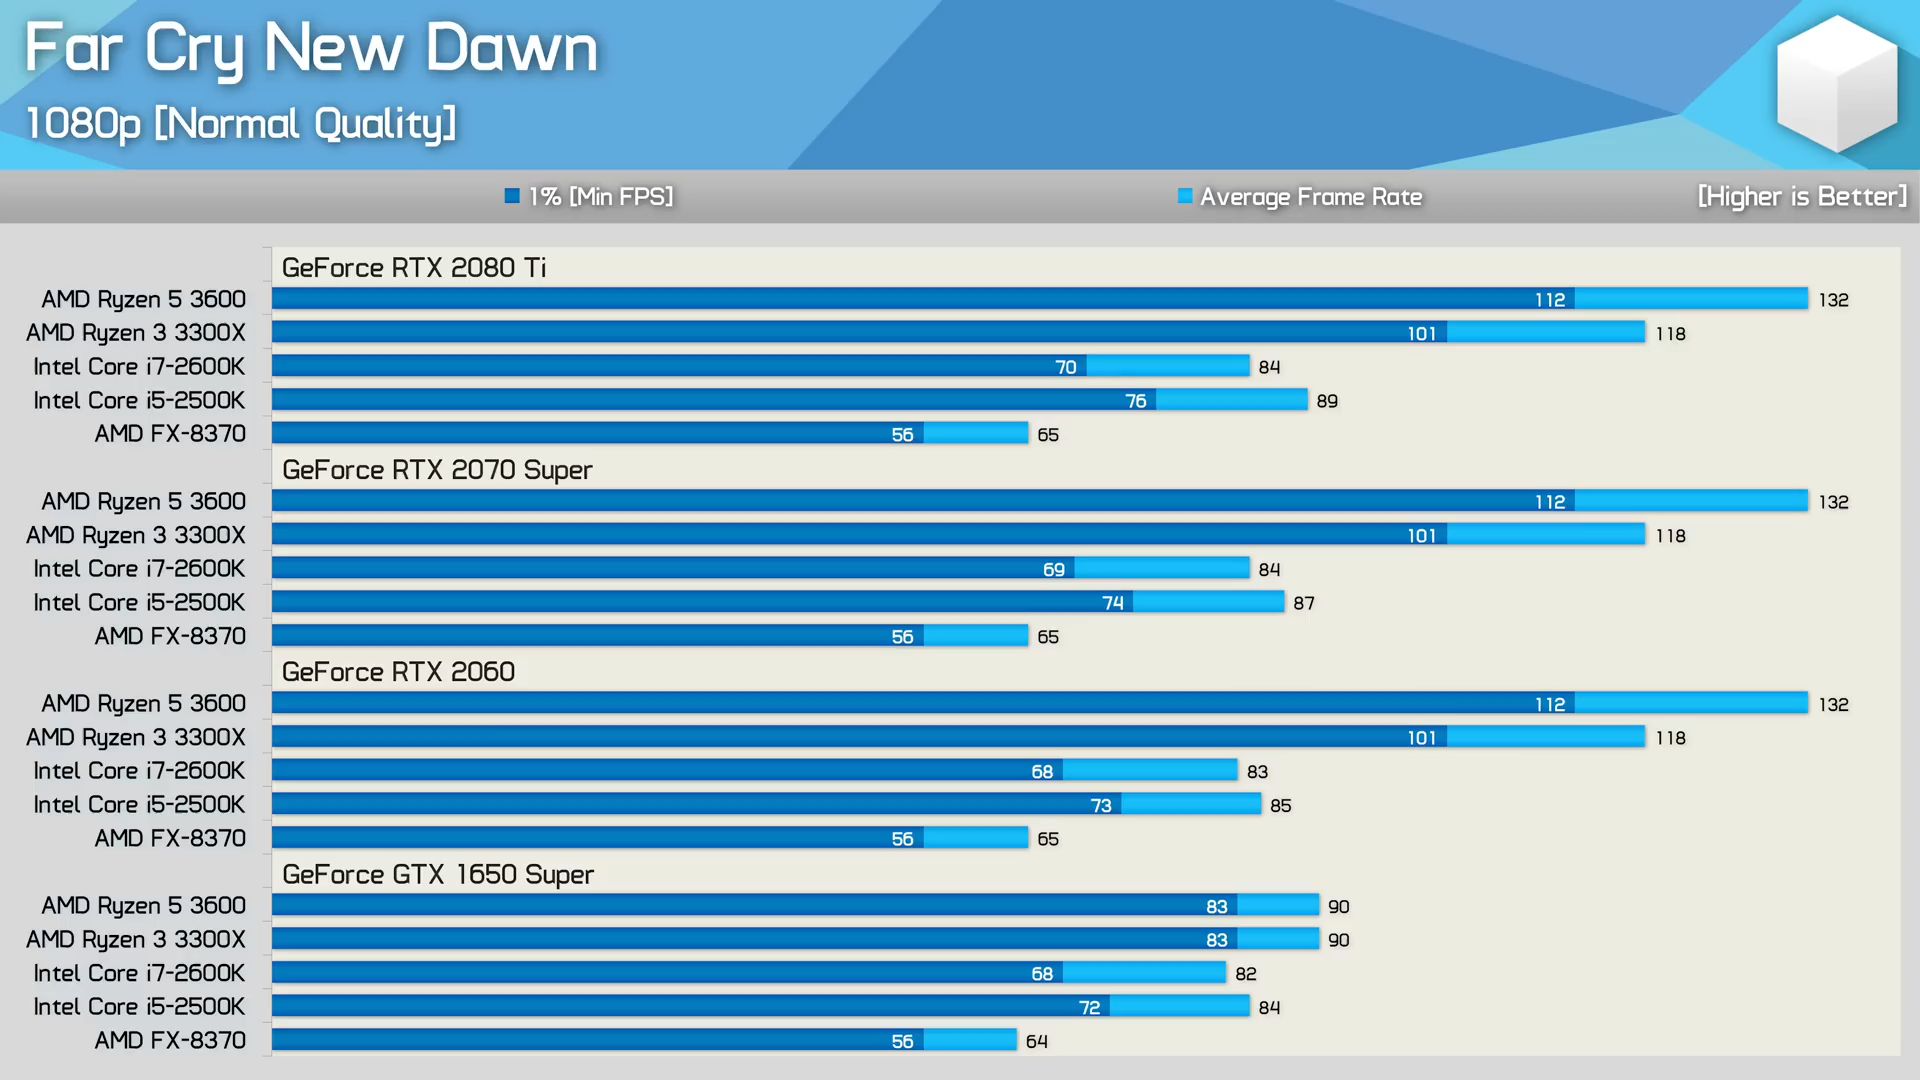 Far Cry New Dawn
1080p [Normal Quality]
1% [Min FPS] Average Frame Rate [Higher is Better]
GeForce RTX 2080 Ti
AMD Ryzen 5 3600 112 132
AMD Ryzen 3 3300X 101 118
Intel Core i7-2600K 70 84
Intel Core i5-2500K 76 89
AMD FX-8370 56 65
GeForce RTX 2070 Super
AMD Ryzen 5 3600 112 132
AMD Ryzen 3 3300X 101 118
Intel Core i7-2600K 69 84
Intel Core i5-2500K 74 87
AMD FX-8370 56 65
GeForce RTX 2060
AMD Ryzen 5 3600 112 132
AMD Ryzen 3 3300X 101 118
Intel Core i7-2600K 68 83
Intel Core i5-2500K 73 85
AMD FX-8370 56 65
GeForce GTX 1650 Super
AMD Ryzen 5 3600 83 90
AMD Ryzen 3 3300X 83 90
Intel Core i7-2600K 68 82
Intel Core i5-2500K 72 84
AMD FX-8370 56 64